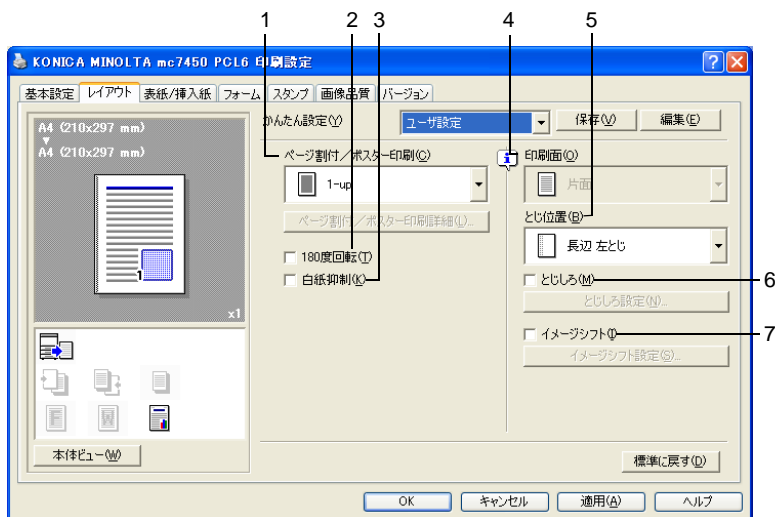 1 2 3 4 5
KONICA MINOLTA mc7450 PCL6 印刷設定
基本設定 レイアウト 表紙/挿入紙 フォーム スタンプ 画像品質 バージョン
A4 (210x297 mm)
A4 (210x297 mm)
1
x1
本体ビュー(W)
かんたん設定(Y) ユーザ設定 保存(V) 編集(E)
ページ割付/ポスター印刷(C)
1-up
ページ割付/ポスター印刷詳細(L)...
180度回転(T)
白紙抑制(K)
印刷面(O)
片面
とじ位置(B)
長辺 左とじ
とじしろ(M) 6
とじしろ設定(N)...
イメージシフト(I) 7
イメージシフト設定(S)...
標準に戻す(D)
OK キャンセル 適用(A) ヘルプ